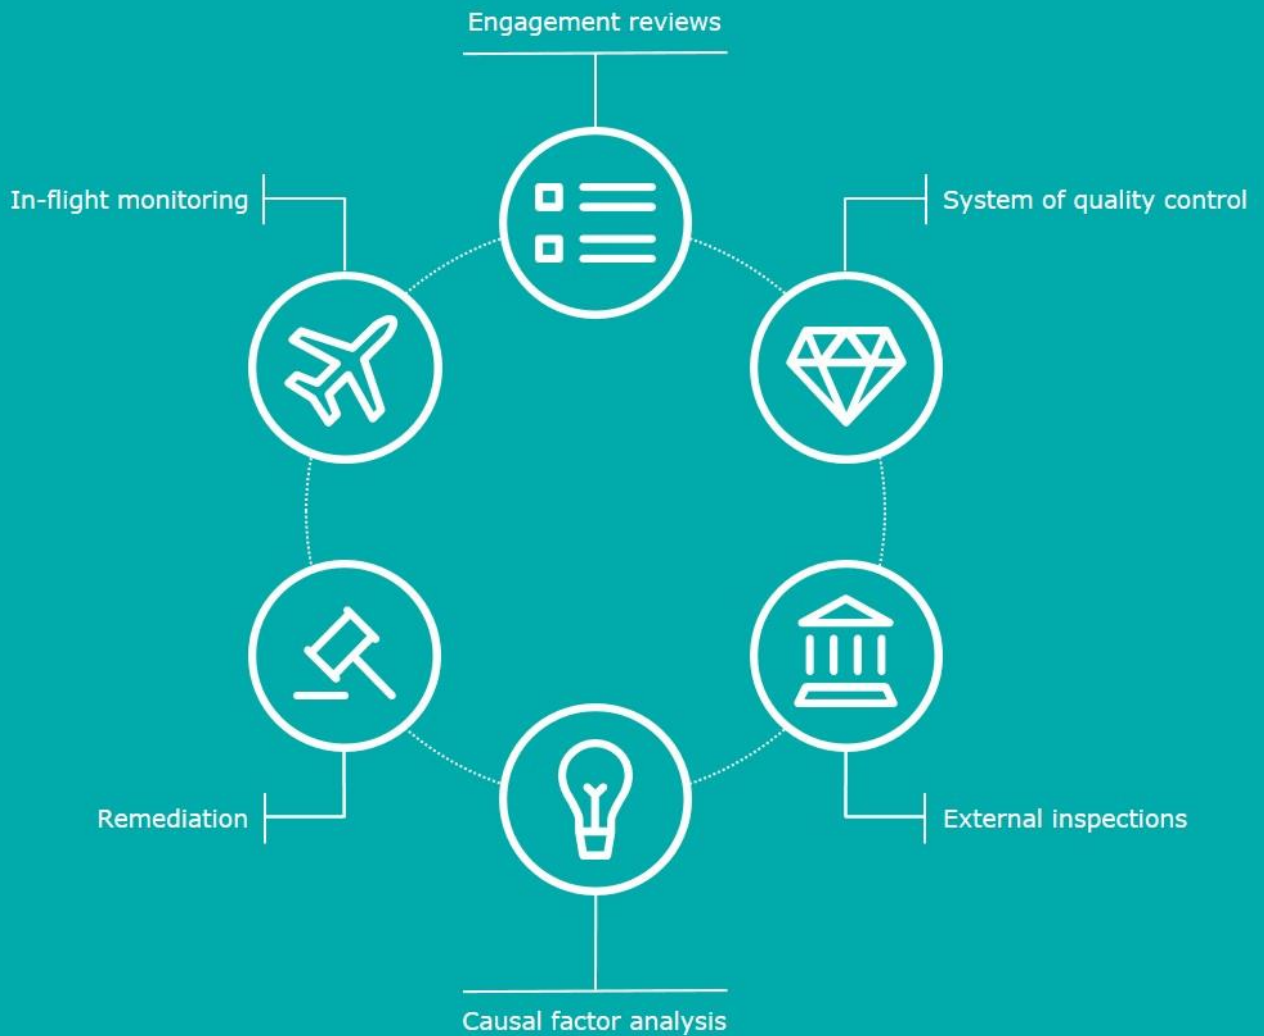 Engagement reviews
In-flight monitoring
System of quality control
Remediation
External inspections
Causal factor analysis